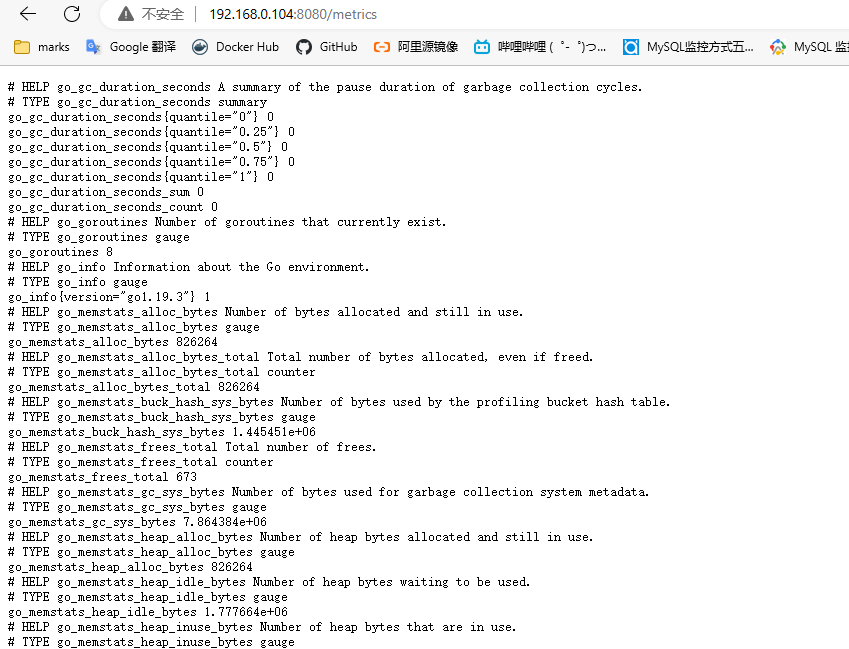 不安全 192.168.0.104:8080/metrics
marks Google 翻译 Docker Hub GitHub 阿里源镜像 哔哩哔哩 ( ゜- ゜)つ... MySQL监控方式五... MySQL 监
# HELP go_gc_duration_seconds A summary of the pause duration of garbage collection cycles.
# TYPE go_gc_duration_seconds summary
go_gc_duration_seconds{quantile="0"} 0
go_gc_duration_seconds{quantile="0.25"} 0
go_gc_duration_seconds{quantile="0.5"} 0
go_gc_duration_seconds{quantile="0.75"} 0
go_gc_duration_seconds{quantile="1"} 0
go_gc_duration_seconds_sum 0
go_gc_duration_seconds_count 0
# HELP go_goroutines Number of goroutines that currently exist.
# TYPE go_goroutines gauge
go_goroutines 8
# HELP go_info Information about the Go environment.
# TYPE go_info gauge
go_info{version="go1.19.3"} 1
# HELP go_memstats_alloc_bytes Number of bytes allocated and still in use.
# TYPE go_memstats_alloc_bytes gauge
go_memstats_alloc_bytes 826264
# HELP go_memstats_alloc_bytes_total Total number of bytes allocated, even if freed.
# TYPE go_memstats_alloc_bytes_total counter
go_memstats_alloc_bytes_total 826264
# HELP go_memstats_buck_hash_sys_bytes Number of bytes used by the profiling bucket hash table.
# TYPE go_memstats_buck_hash_sys_bytes gauge
go_memstats_buck_hash_sys_bytes 1.445451e+06
# HELP go_memstats_frees_total Total number of frees.
# TYPE go_memstats_frees_total counter
go_memstats_frees_total 673
# HELP go_memstats_gc_sys_bytes Number of bytes used for garbage collection system metadata.
# TYPE go_memstats_gc_sys_bytes gauge
go_memstats_gc_sys_bytes 7.864384e+06
# HELP go_memstats_heap_alloc_bytes Number of heap bytes allocated and still in use.
# TYPE go_memstats_heap_alloc_bytes gauge
go_memstats_heap_alloc_bytes 826264
# HELP go_memstats_heap_idle_bytes Number of heap bytes waiting to be used.
# TYPE go_memstats_heap_idle_bytes gauge
go_memstats_heap_idle_bytes 1.777664e+06
# HELP go_memstats_heap_inuse_bytes Number of heap bytes that are in use.
# TYPE go_memstats_heap_inuse_bytes gauge